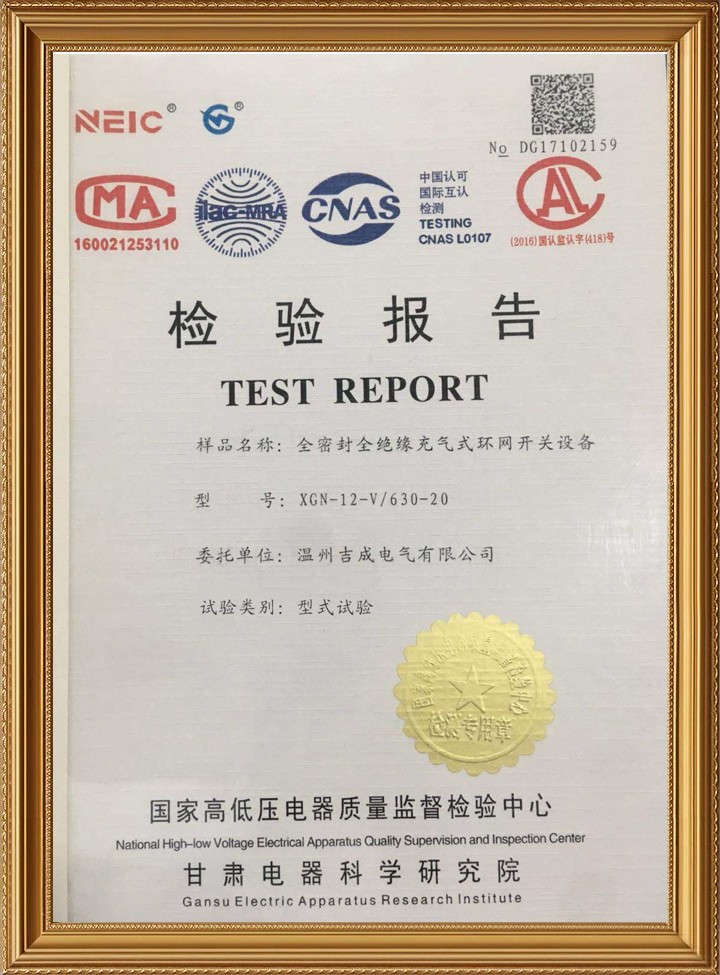 NEIC®
®
No DG17102159
MA
ilac-MRA
CNAS
中国认可
国际互认
检测
TESTING
CNAS L0107
CAL
160021253110
(2016)国认监认字(418)号
检验报告
TEST REPORT
样品名称：全密封全绝缘充气式环网开关设备
型 号：XGN-12-V/630-20
委托单位：温州吉成电气有限公司
试验类别：型式试验
专用章
国家高低压电器质量监督检验中心
National High-low Voltage Electrical Apparatus Quality Supervision and Inspection Center
甘肃电器科学研究院
Gansu Electric Apparatus Research Institute